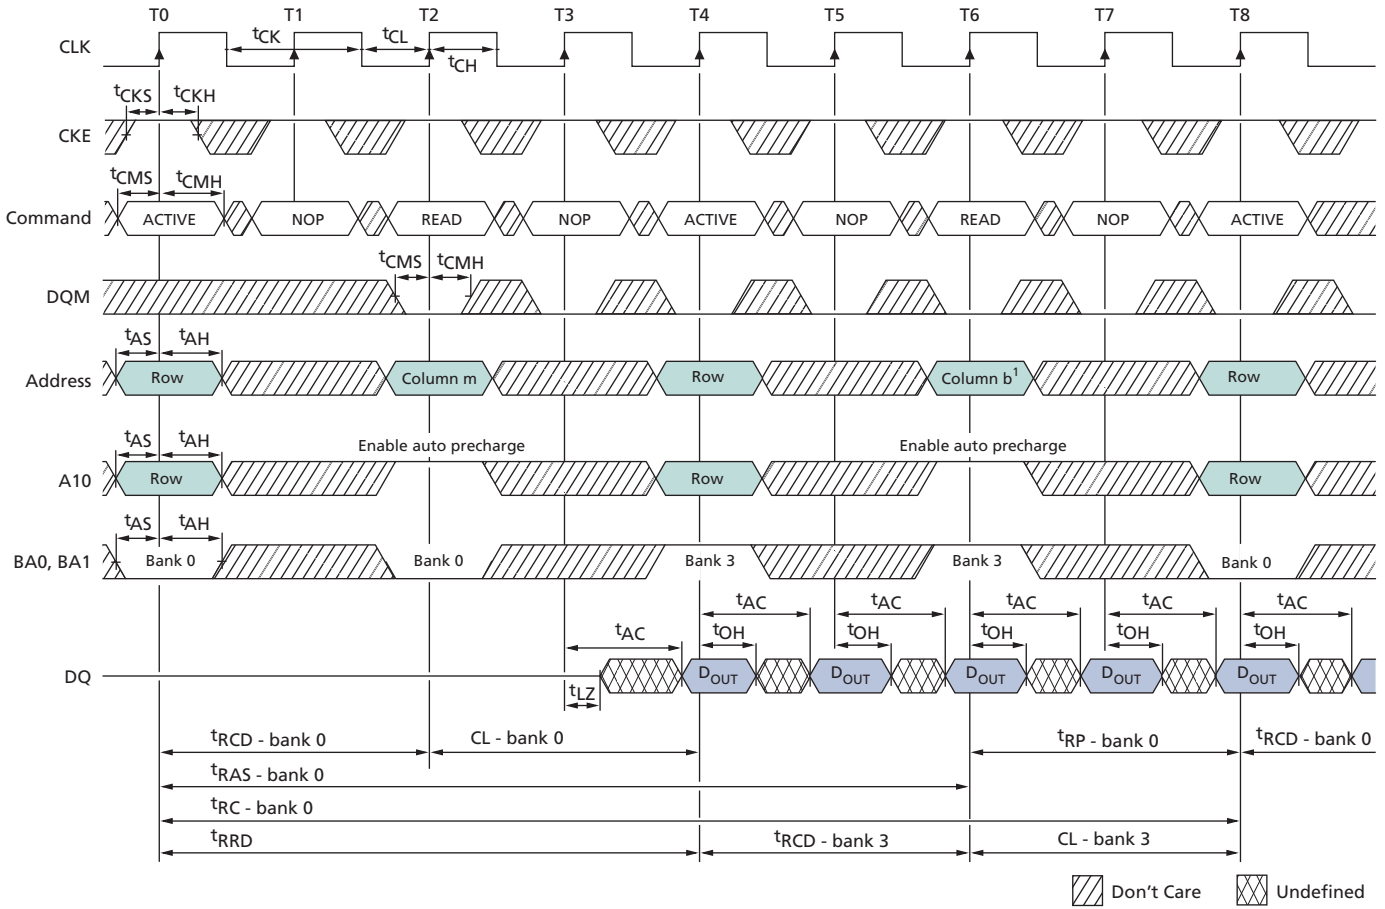 T0 T1 T2 T3 T4 T5 T6 T7 T8
CLK
tCK tCL
tCH
tCKS tCKH
CKE
tCMS tCMH
Command ACTIVE NOP READ NOP ACTIVE NOP READ NOP ACTIVE
tCMS tCMH
DQM
tAS tAH
Address Row Column m Row Column b1 Row
tAS tAH Enable auto precharge Enable auto precharge
A10 Row Row Row
tAS tAH
BA0, BA1 Bank 0 Bank 0 Bank 3 Bank 3 Bank 0
tAC tAC tAC tAC tAC
tAC tOH tOH tOH tOH tOH
DQ DOUT DOUT DOUT DOUT DOUT
tLZ
tRCD - bank 0 CL - bank 0 tRP - bank 0 tRCD - bank 0
tRAS - bank 0
tRC - bank 0
tRRD tRCD - bank 3 CL - bank 3
Don't Care Undefined